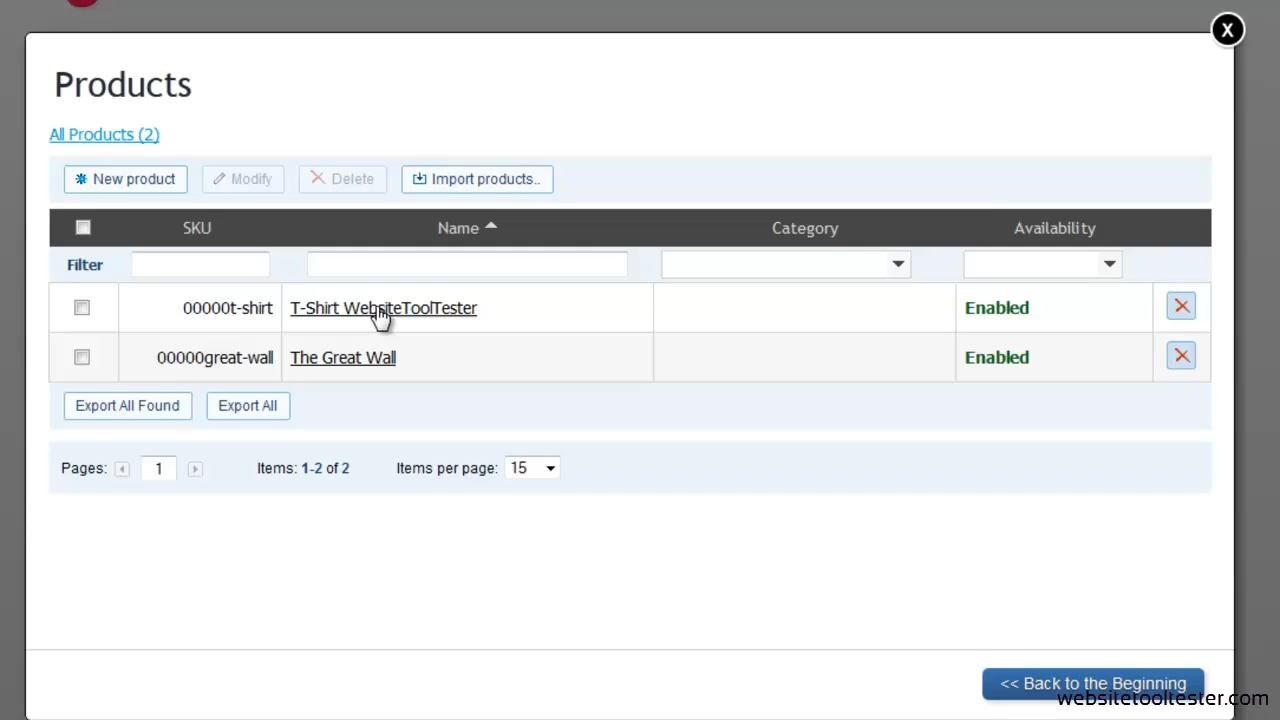 X
Products
All Products (2)
New product Modify Delete Import products..
SKU Name Category Availability
Filter
00000t-shirt T-Shirt WebsiteToolTester Enabled
00000great-wall The Great Wall Enabled
Export All Found Export All
Pages: 1 Items: 1-2 of 2 Items per page: 15
<< Back to the Beginning
websitetooltester.com